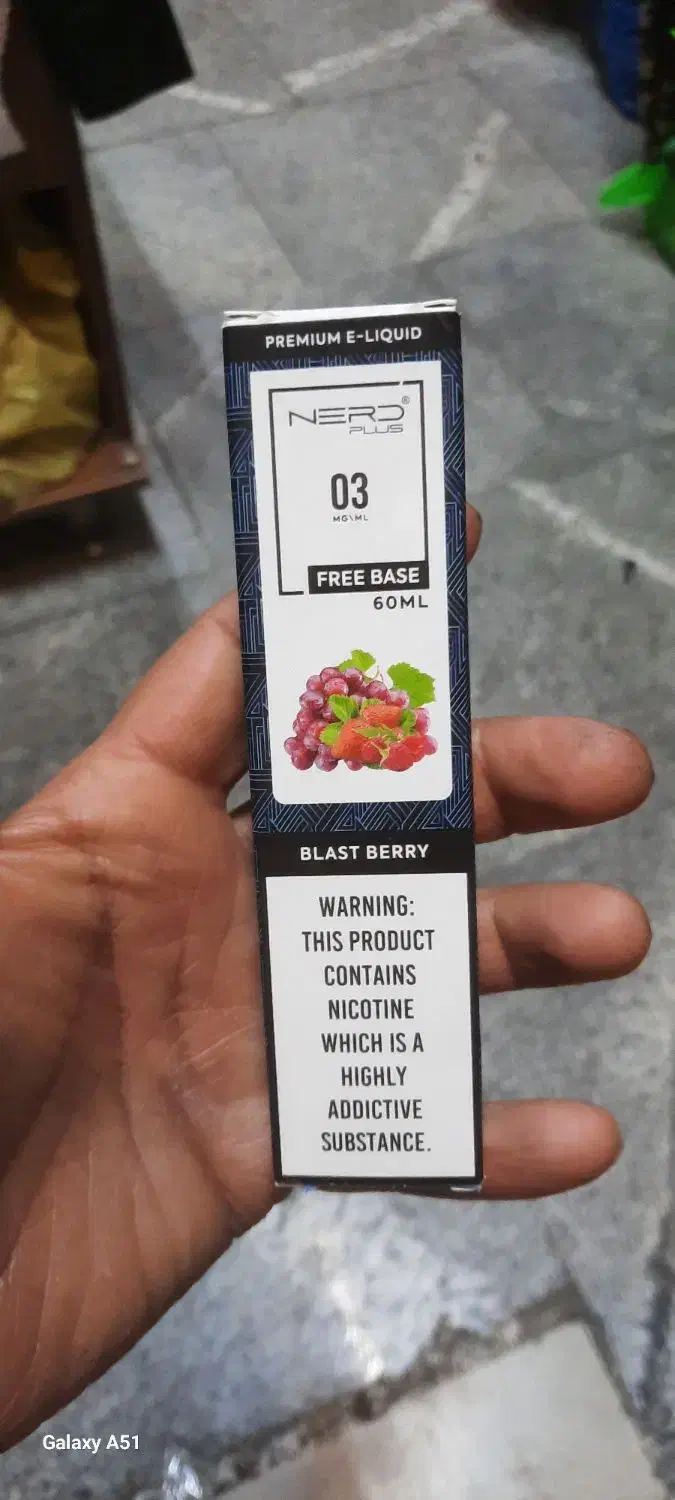 PREMIUM E-LIQUID
NERD®
PLUS
03
MG\ML
FREE BASE
60ML
BLAST BERRY
WARNING:
THIS PRODUCT
CONTAINS
NICOTINE
WHICH IS A
HIGHLY
ADDICTIVE
SUBSTANCE.
Galaxy A51